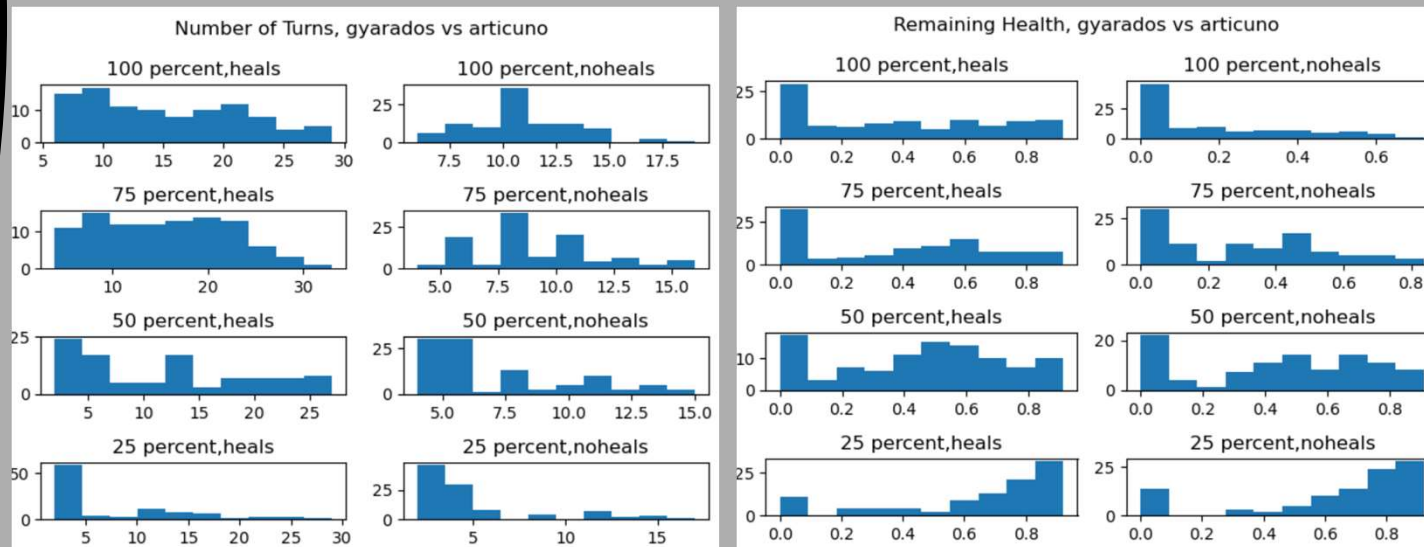 Number of Turns, gyarados vs articuno
100 percent,heals
100 percent,noheals
10
0
5 10 15 20 25 30
25
0
7.5 10.0 12.5 15.0 17.5
75 percent,heals
75 percent,noheals
10
0
10 20 30
25
0
5.0 7.5 10.0 12.5 15.0
50 percent,heals
50 percent,noheals
25
0
5 10 15 20 25
25
0
5.0 7.5 10.0 12.5 15.0
25 percent,heals
25 percent,noheals
50
0
5 10 15 20 25 30
25
0
5 10 15
Remaining Health, gyarados vs articuno
100 percent,heals
100 percent,noheals
25
0
0.0 0.2 0.4 0.6 0.8
25
0
0.0 0.2 0.4 0.6
75 percent,heals
75 percent,noheals
25
0
0.0 0.2 0.4 0.6 0.8
25
0
0.0 0.2 0.4 0.6 0.8
50 percent,heals
50 percent,noheals
10
0
0.0 0.2 0.4 0.6 0.8
20
0
0.0 0.2 0.4 0.6 0.8
25 percent,heals
25 percent,noheals
25
0
0.0 0.2 0.4 0.6 0.8
25
0
0.0 0.2 0.4 0.6 0.8